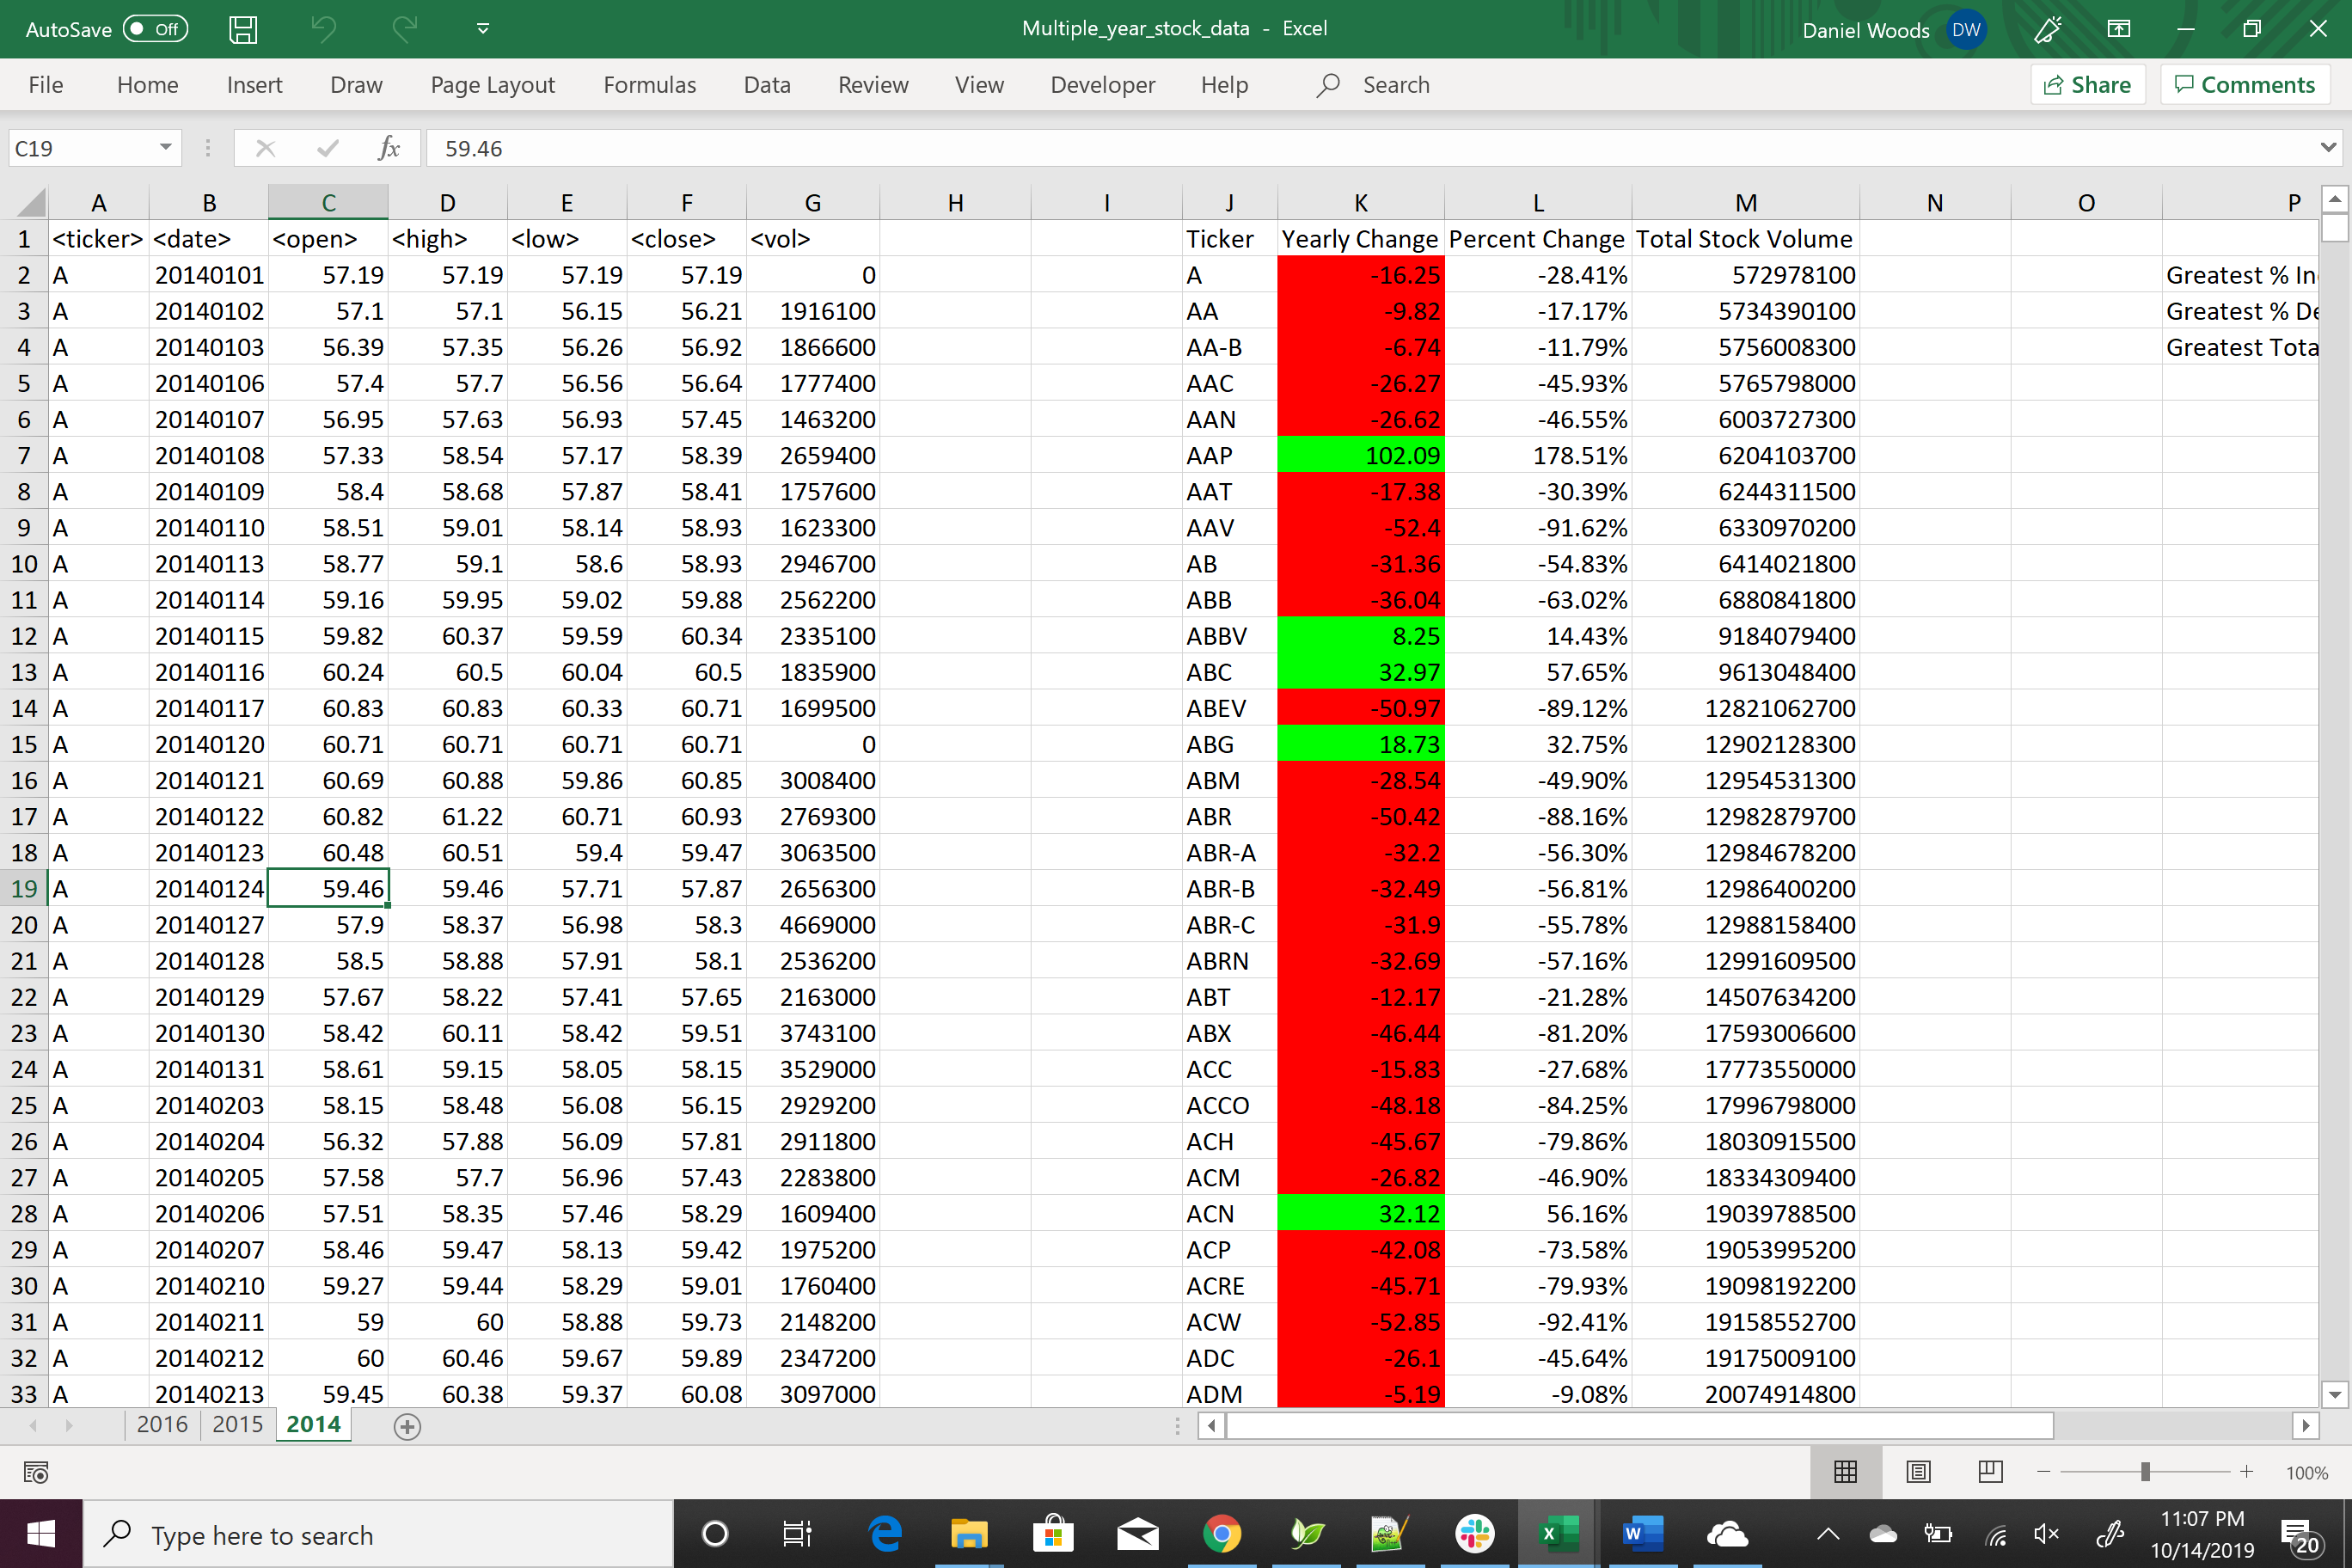 AutoSave Off Multiple_year_stock_data - Excel Daniel Woods DW
File Home Insert Draw Page Layout Formulas Data Review View Developer Help Search Share Comments
C19 fx 59.46
A B C D E F G H I J K L M N O P
1 <ticker> <date> <open> <high> <low> <close> <vol> Ticker Yearly Change Percent Change Total Stock Volume
2 A 20140101 57.19 57.19 57.19 57.19 0 A -16.25 -28.41% 572978100 Greatest % In
3 A 20140102 57.1 57.1 56.15 56.21 1916100 AA -9.82 -17.17% 5734390100 Greatest % De
4 A 20140103 56.39 57.35 56.26 56.92 1866600 AA-B -6.74 -11.79% 5756008300 Greatest Tota
5 A 20140106 57.4 57.7 56.56 56.64 1777400 AAC -26.27 -45.93% 5765798000
6 A 20140107 56.95 57.63 56.93 57.45 1463200 AAN -26.62 -46.55% 6003727300
7 A 20140108 57.33 58.54 57.17 58.39 2659400 AAP 102.09 178.51% 6204103700
8 A 20140109 58.4 58.68 57.87 58.41 1757600 AAT -17.38 -30.39% 6244311500
9 A 20140110 58.51 59.01 58.14 58.93 1623300 AAV -52.4 -91.62% 6330970200
10 A 20140113 58.77 59.1 58.6 58.93 2946700 AB -31.36 -54.83% 6414021800
11 A 20140114 59.16 59.95 59.02 59.88 2562200 ABB -36.04 -63.02% 6880841800
12 A 20140115 59.82 60.37 59.59 60.34 2335100 ABBV 8.25 14.43% 9184079400
13 A 20140116 60.24 60.5 60.04 60.5 1835900 ABC 32.97 57.65% 9613048400
14 A 20140117 60.83 60.83 60.33 60.71 1699500 ABEV -50.97 -89.12% 12821062700
15 A 20140120 60.71 60.71 60.71 60.71 0 ABG 18.73 32.75% 12902128300
16 A 20140121 60.69 60.88 59.86 60.85 3008400 ABM -28.54 -49.90% 12954531300
17 A 20140122 60.82 61.22 60.71 60.93 2769300 ABR -50.42 -88.16% 12982879700
18 A 20140123 60.48 60.51 59.4 59.47 3063500 ABR-A -32.2 -56.30% 12984678200
19 A 20140124 59.46 59.46 57.71 57.87 2656300 ABR-B -32.49 -56.81% 12986400200
20 A 20140127 57.9 58.37 56.98 58.3 4669000 ABR-C -31.9 -55.78% 12988158400
21 A 20140128 58.5 58.88 57.91 58.1 2536200 ABRN -32.69 -57.16% 12991609500
22 A 20140129 57.67 58.22 57.41 57.65 2163000 ABT -12.17 -21.28% 14507634200
23 A 20140130 58.42 60.11 58.42 59.51 3743100 ABX -46.44 -81.20% 17593006600
24 A 20140131 58.61 59.15 58.05 58.15 3529000 ACC -15.83 -27.68% 17773550000
25 A 20140203 58.15 58.48 56.08 56.15 2929200 ACCO -48.18 -84.25% 17996798000
26 A 20140204 56.32 57.88 56.09 57.81 2911800 ACH -45.67 -79.86% 18030915500
27 A 20140205 57.58 57.7 56.96 57.43 2283800 ACM -26.82 -46.90% 18334309400
28 A 20140206 57.51 58.35 57.46 58.29 1609400 ACN 32.12 56.16% 19039788500
29 A 20140207 58.46 59.47 58.13 59.42 1975200 ACP -42.08 -73.58% 19053995200
30 A 20140210 59.27 59.44 58.29 59.01 1760400 ACRE -45.71 -79.93% 19098192200
31 A 20140211 59 60 58.88 59.73 2148200 ACW -52.85 -92.41% 19158552700
32 A 20140212 60 60.46 59.67 59.89 2347200 ADC -26.1 -45.64% 19175009100
33 A 20140213 59.45 60.38 59.37 60.08 3097000 ADM -5.19 -9.08% 20074914800
2016 2015 2014
100%
Type here to search 11:07 PM
10/14/2019 20